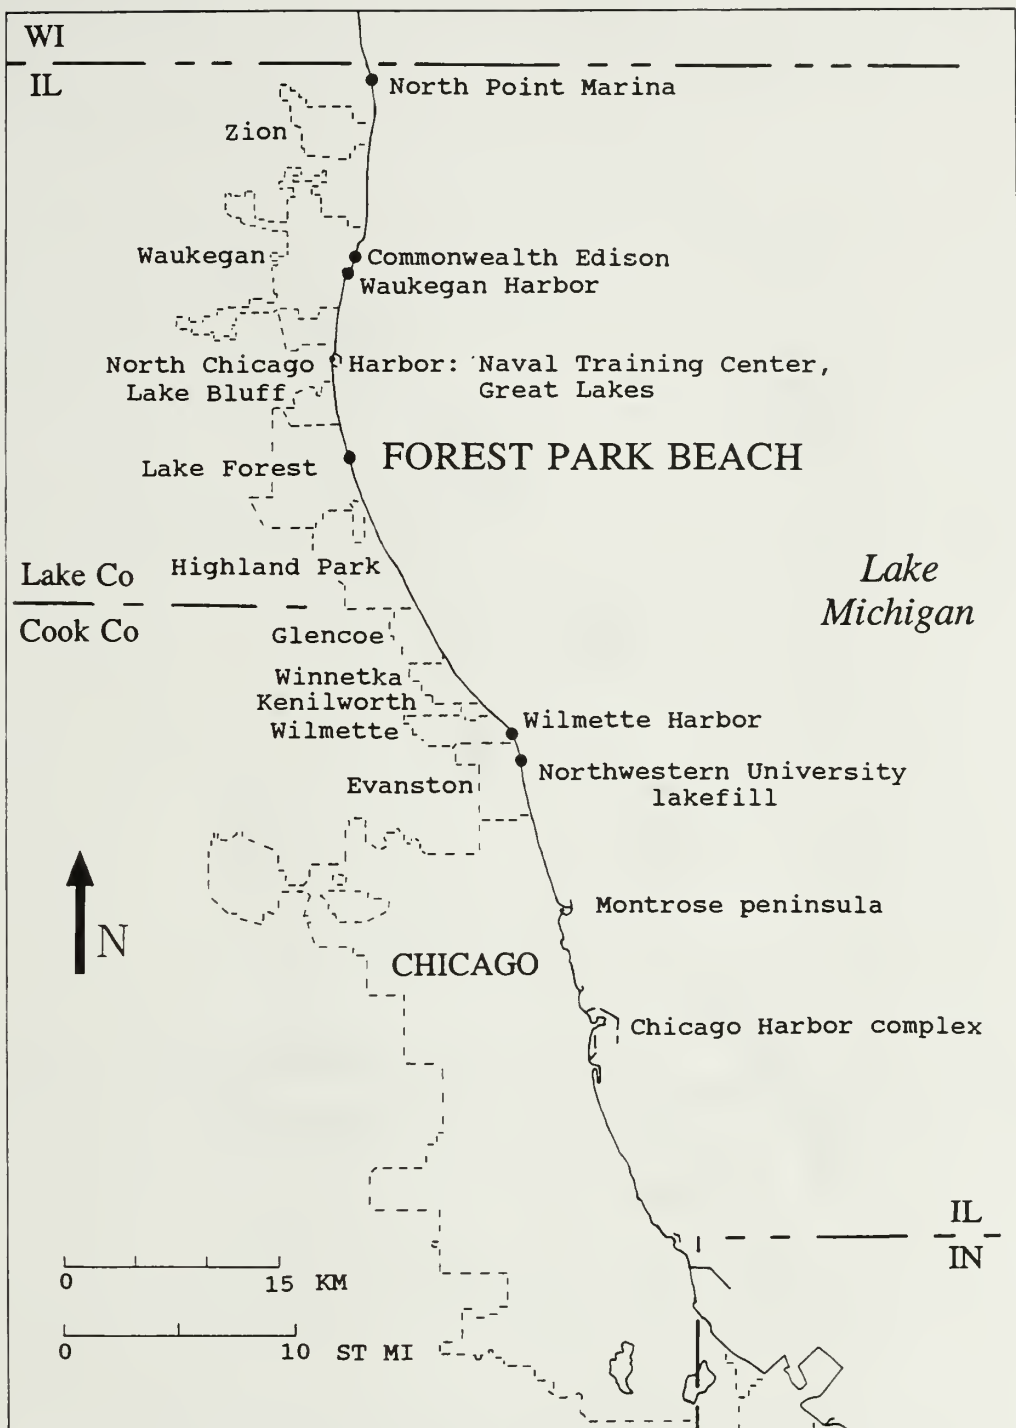 WI
IL
North Point Marina
Zion
Waukegan
Commonwealth Edison
Waukegan Harbor
North Chicago
Harbor: Naval Training Center,
Great Lakes
Lake Bluff
FOREST PARK BEACH
Lake Forest
Highland Park
Lake Co
Cook Co
Lake
Michigan
Glencoe
Winnetka
Kenilworth
Wilmette
Wilmette Harbor
Northwestern University
lakefill
Evanston
Montrose peninsula
N
CHICAGO
Chicago Harbor complex
IL
IN
0 15 KM
0 10 ST MI